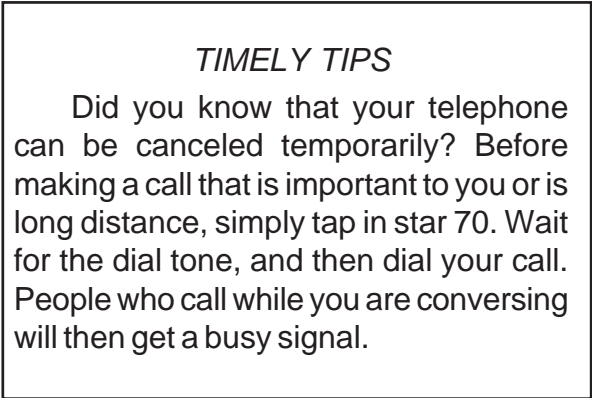 TIMELY TIPS
Did you know that your telephone
can be canceled temporarily? Before
making a call that is important to you or is
long distance, simply tap in star 70. Wait
for the dial tone, and then dial your call.
People who call while you are conversing
will then get a busy signal.